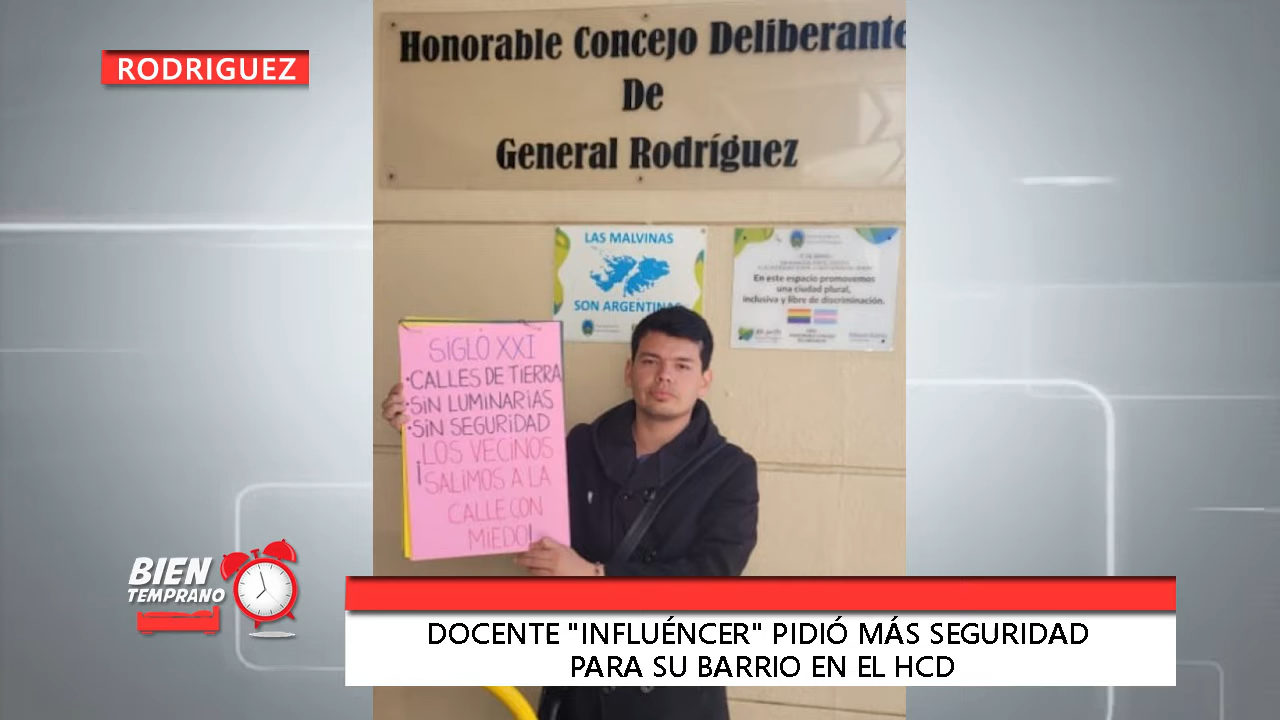 RODRIGUEZ
Honorable Concejo Deliberante
De
General Rodríguez
LAS MALVINAS
SON ARGENTINAS
En este espacio promovemos
una ciudad plural,
inclusiva y libre de discriminación.
SiGLO XXI
·CALLES DE TiERRA
·SiN LUMiNARiAS
·SiN SEGURiDAD
¡LOS VECiNOS
SALiMOS A LA
CALLE CON
MiEDO!
BIEN
TEMPRANO
DOCENTE "INFLUÉNCER" PIDIÓ MÁS SEGURIDAD
PARA SU BARRIO EN EL HCD